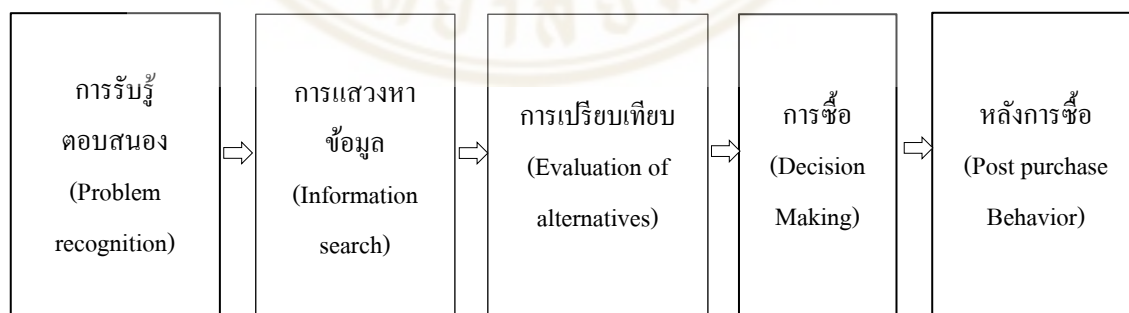 การรับรู้
ตอบสนอง
(Problem
recognition)
การแสวงหา
ข้อมูล
(Information
search)
การเปรียบเทียบ
(Evaluation of
alternatives)
การซื้อ
(Decision
Making)
หลังการซื้อ
(Post purchase
Behavior)